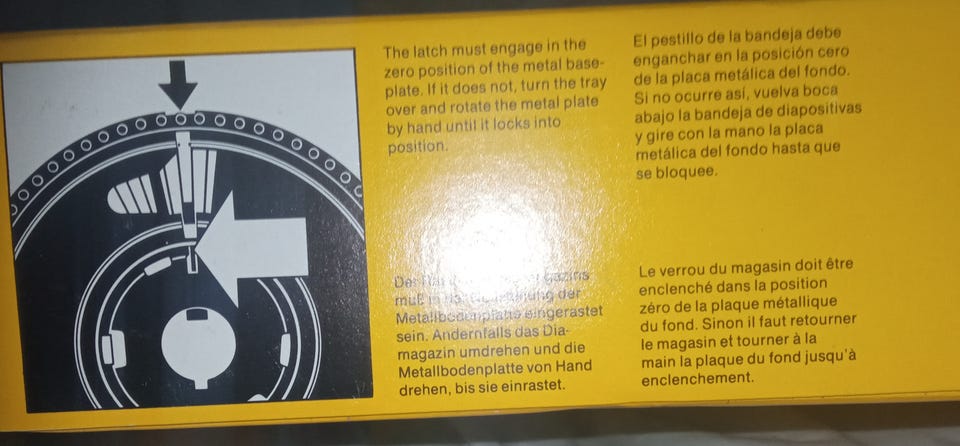 The latch must engage in the
zero position of the metal base-
plate. If it does not, turn the tray
over and rotate the metal plate
by hand until it locks into
position.
El pestillo de la bandeja debe
enganchar en la posición cero
de la placa metálica del fondo.
Si no ocurre así, vuelva boca
abajo la bandeja de diapositivas
y gire con la mano la placa
metálica del fondo hasta que
se bloquee.
muß in der
Metallbodenplatte eingerastet
sein. Andernfalls das Dia-
magazin umdrehen und die
Metallbodenplatte von Hand
drehen, bis sie einrastet.
Le verrou du magasin doit être
enclenché dans la position
zéro de la plaque métallique
du fond. Sinon il faut retourner
le magasin et tourner à la
main la plaque du fond jusqu'à
enclenchement.